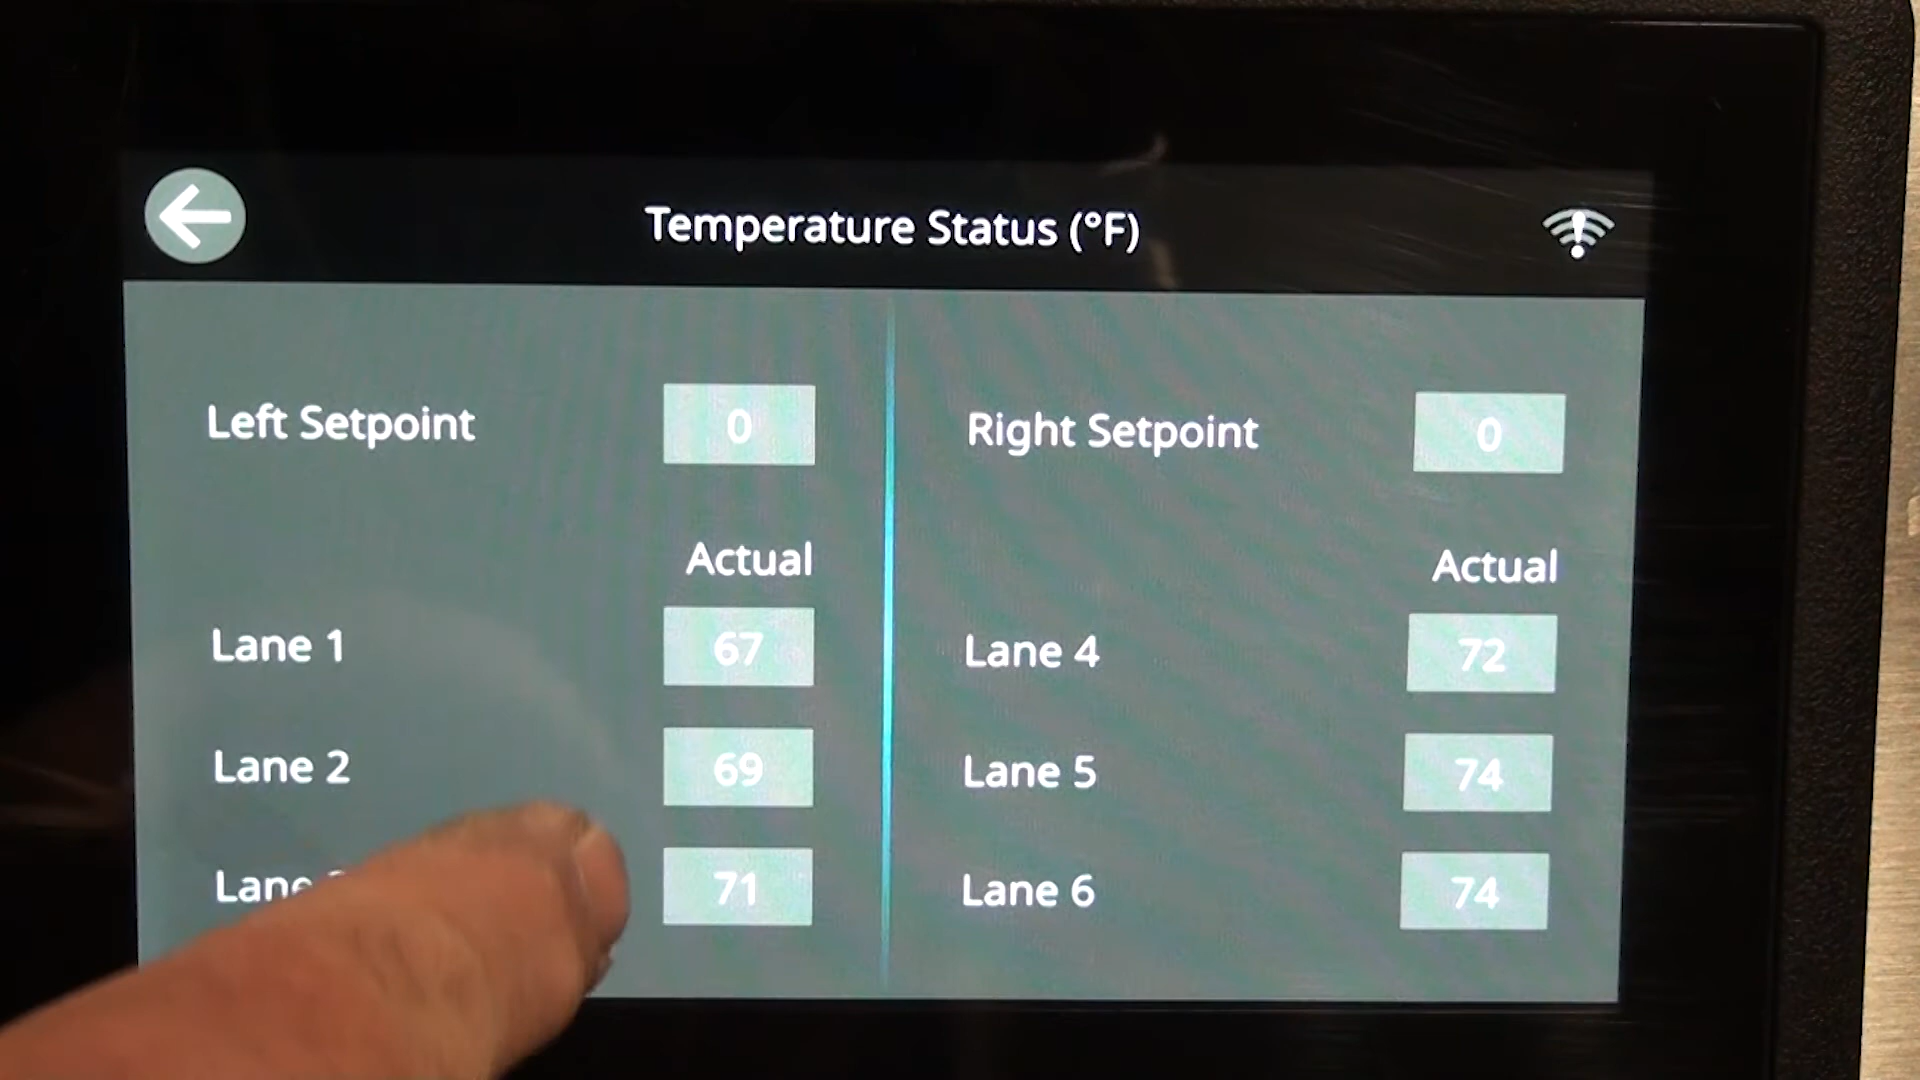 Temperature Status (°F)
Left Setpoint 0
Actual
Lane 1 67
Lane 2 69
Lane 71
Right Setpoint 0
Actual
Lane 4 72
Lane 5 74
Lane 6 74